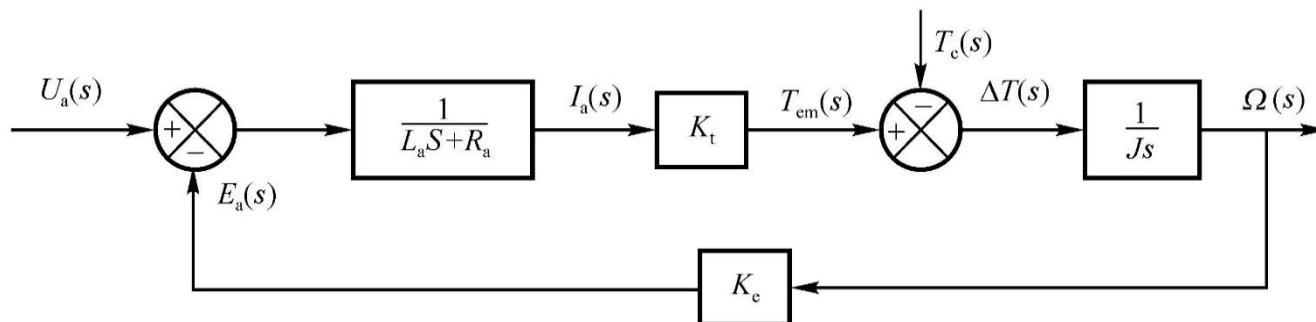 U_a(s)
+
−
E_a(s)
1
L_aS+R_a
I_a(s)
K_t
T_em(s)
T_c(s)
−
+
ΔT(s)
1
Js
Ω(s)
K_e